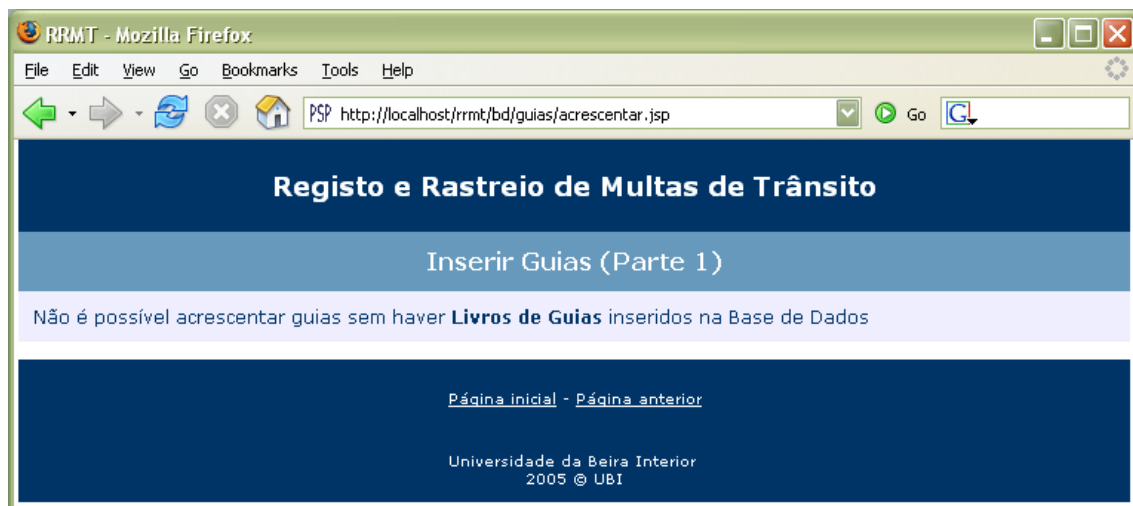 RRMT - Mozilla Firefox
File Edit View Go Bookmarks Tools Help
PSP http://localhost/rrmt/bd/guias/acrescentar.jsp Go G
Registo e Rastreio de Multas de Trânsito
Inserir Guias (Parte 1)
Não é possível acrescentar guias sem haver Livros de Guias inseridos na Base de Dados
Página inicial - Página anterior
Universidade da Beira Interior
2005 © UBI